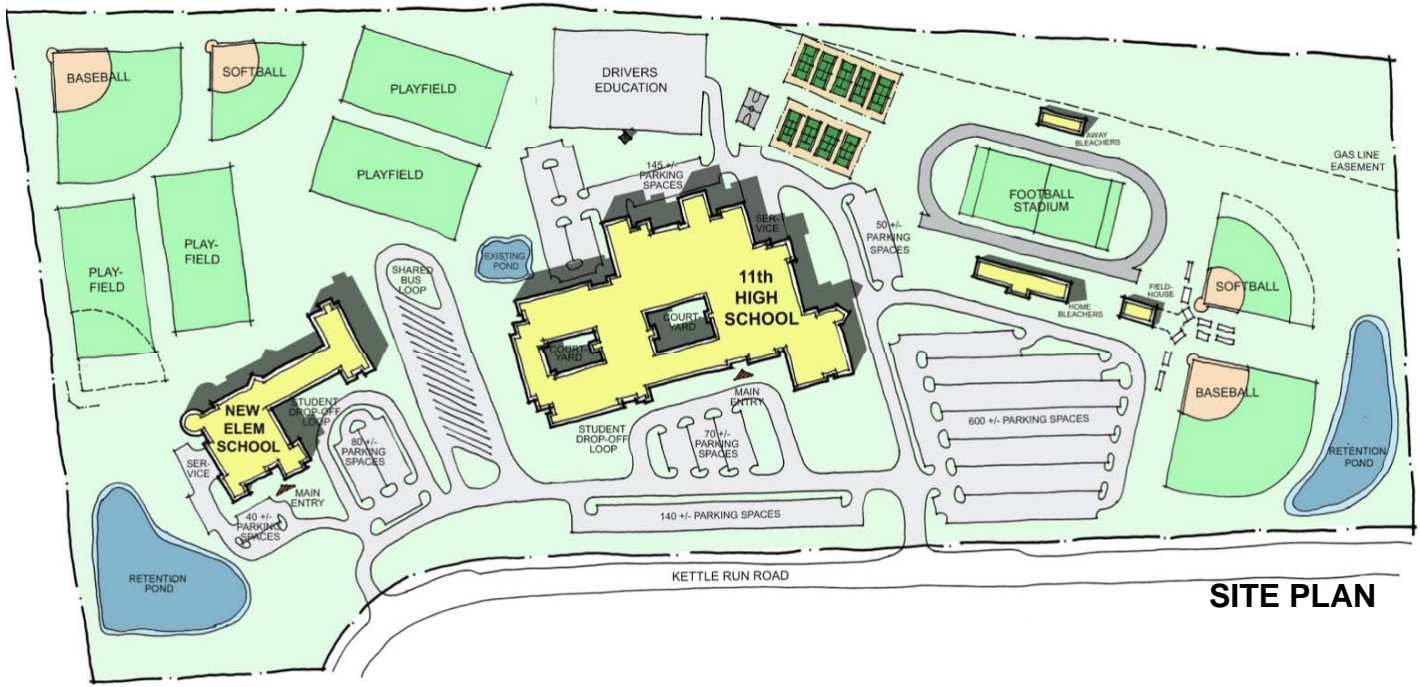 BASEBALL
SOFTBALL
PLAYFIELD
DRIVERS
EDUCATION
AWAY
BLEACHERS
GAS LINE
EASEMENT
PLAYFIELD
145 +/-
PARKING
SPACES
FOOTBALL
STADIUM
SER-
VICE
50 +/-
PARKING
SPACES
PLAY-
FIELD
PLAY-
FIELD
EXISTING
POND
SHARED
BUS
LOOP
11th
HIGH
SCHOOL
COURT-
YARD
COURT-
YARD
HOME
BLEACHERS
FIELD-
HOUSE
SOFTBALL
BASEBALL
MAIN
ENTRY
STUDENT
DROP-OFF
LOOP
NEW
ELEM
SCHOOL
STUDENT
DROP-OFF
LOOP
80 +/-
PARKING
SPACES
70 +/-
PARKING
SPACES
600 +/- PARKING SPACES
RETENTION
POND
SER-
VICE
MAIN
ENTRY
40 +/-
PARKING
SPACES
140 +/- PARKING SPACES
RETENTION
POND
KETTLE RUN ROAD
SITE PLAN